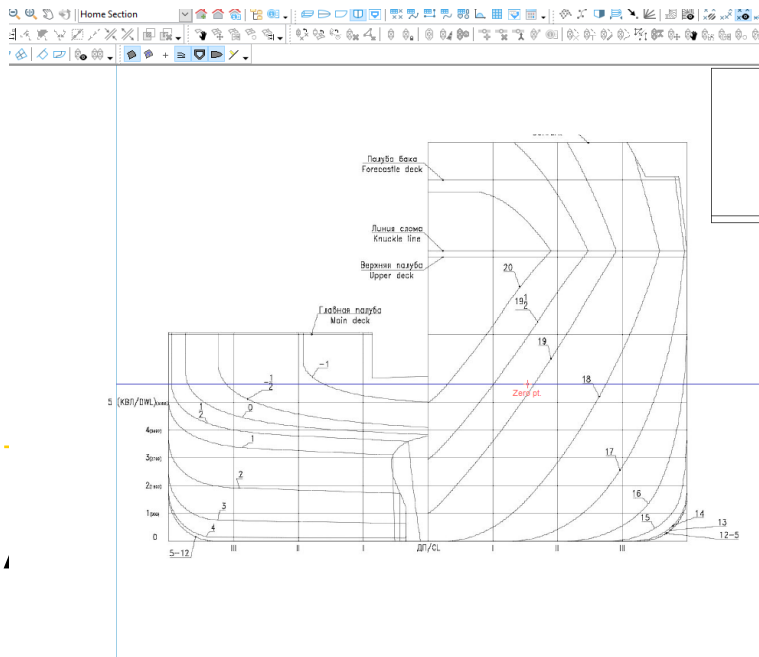 Home Section
Палуба бака
Forecastle deck
Линия слома
Knuckle line
Верхняя палуба
Upper deck
Главная палуба
Main deck
20
19 1/2
19
18
17
16
15
14
13
12-5
-1
-1/2
0
1/2
1
2
3
4
5-12
Zero pt.
5 (КВЛ/DWL)
4
3
2
1
0
III
II
I
ДП/CL
I
II
III